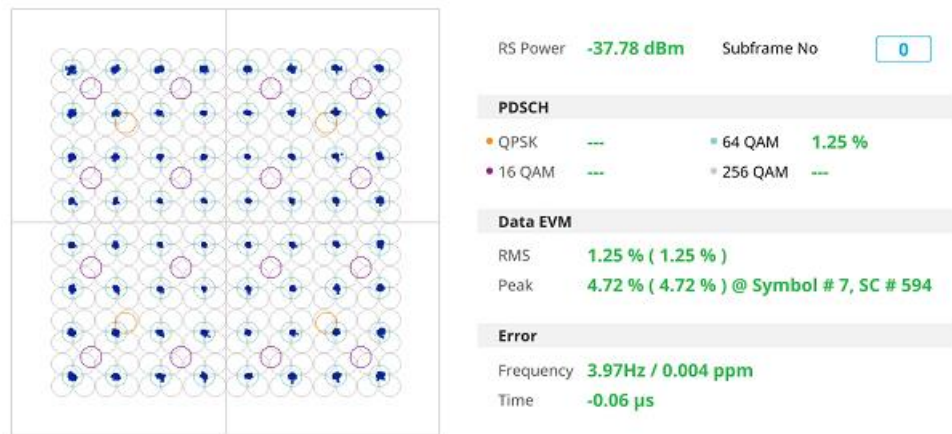 RS Power -37.78 dBm Subframe No 0
PDSCH
QPSK --- 64 QAM 1.25 %
16 QAM --- 256 QAM ---
Data EVM
RMS 1.25 % ( 1.25 % )
Peak 4.72 % ( 4.72 % ) @ Symbol # 7, SC # 594
Error
Frequency 3.97Hz / 0.004 ppm
Time -0.06 µs